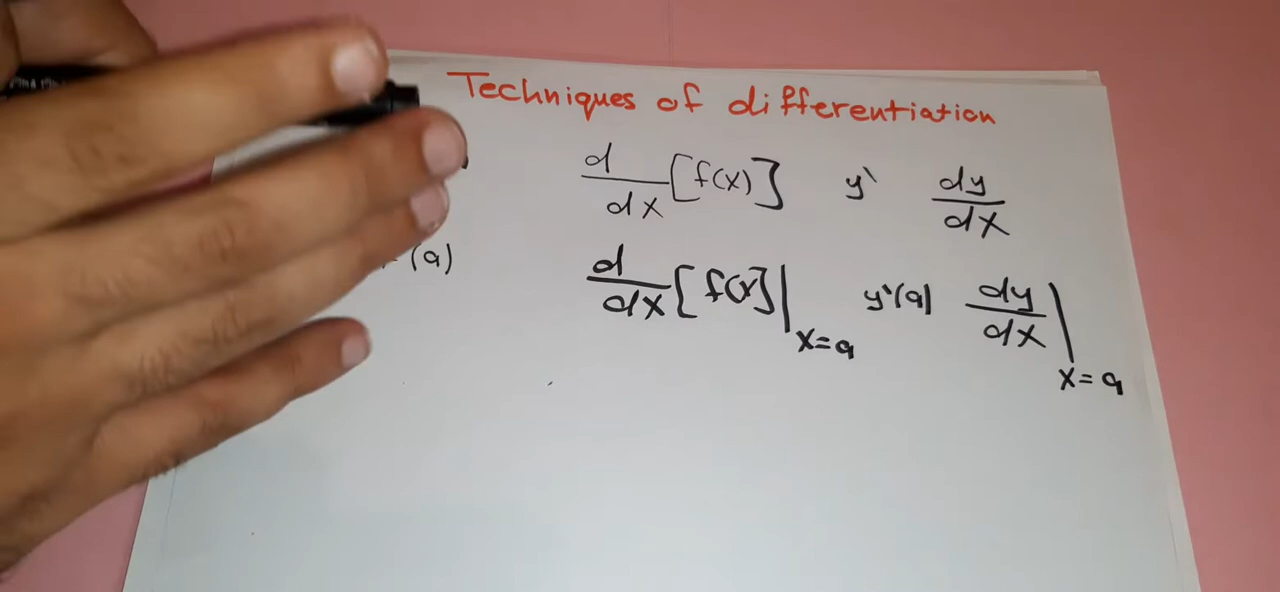 Techniques of differentiation
d/dx [f(x)] y` dy/dx
(a) d/dx [f(x)] |x=a y`(a) dy/dx |x=a